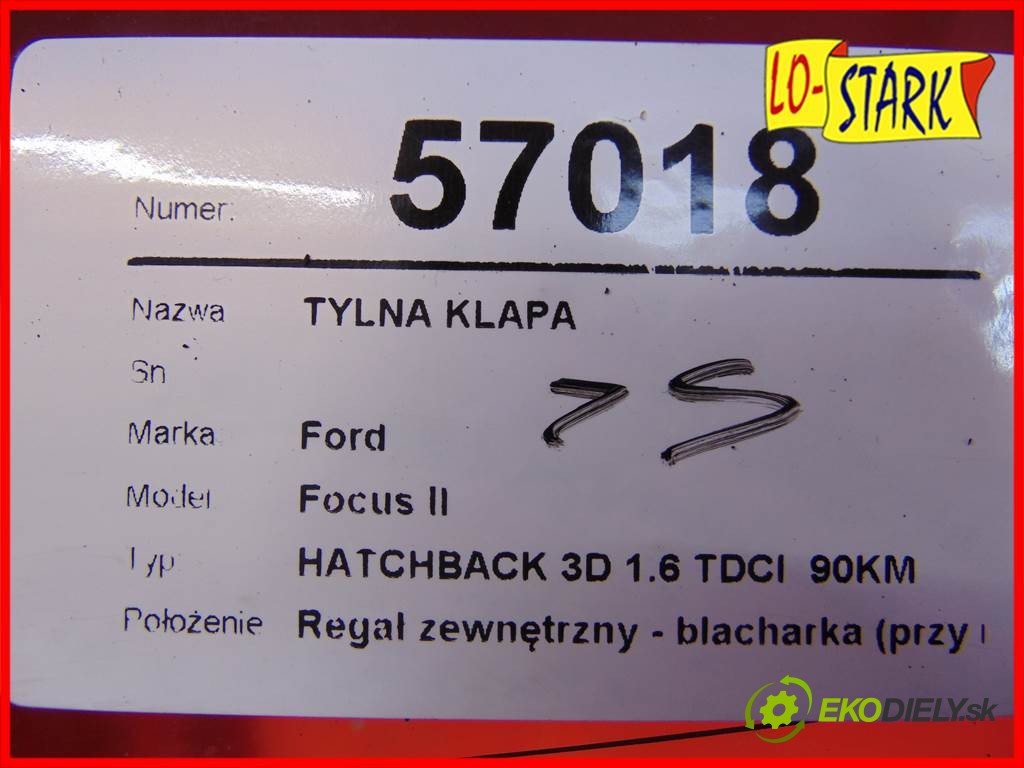 LO-STARK
Numer: 57018
Nazwa TYLNA KLAPA
Sn
75
Marka Ford
Model Focus II
Typ HATCHBACK 3D 1.6 TDCI 90KM
Położenie Regał zewnętrzny - blacharka (przy
EKODIELY.sk